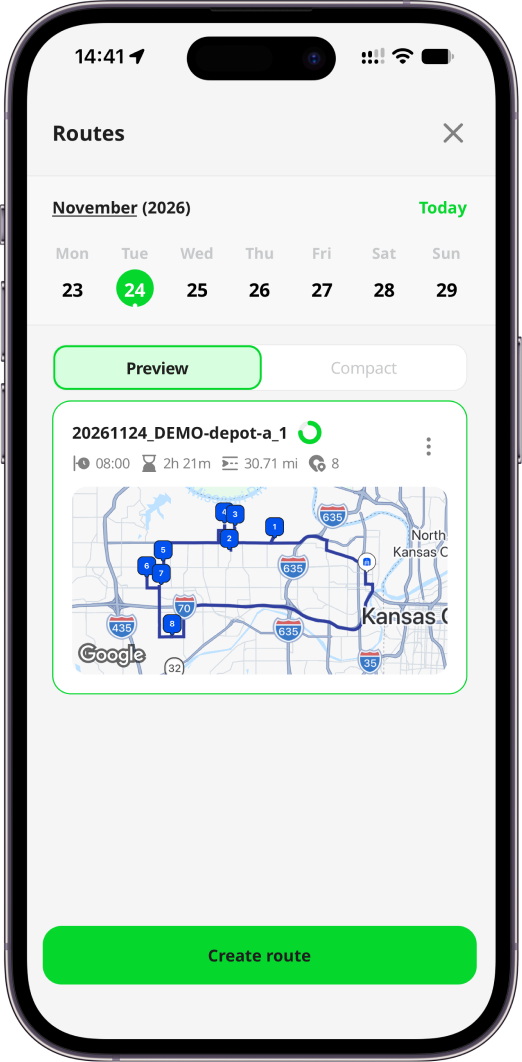 14:41
Routes
November (2026)
Today
Mon Tue Wed Thu Fri Sat Sun
23 24 25 26 27 28 29
Preview
Compact
20261124_DEMO-depot-a_1
08:00 2h 21m 30.71 mi 8
4 3
1
635
2
North
Kansas C
5
635
6 7
70
Kansas C
8
435
635
Google
32
35
Create route